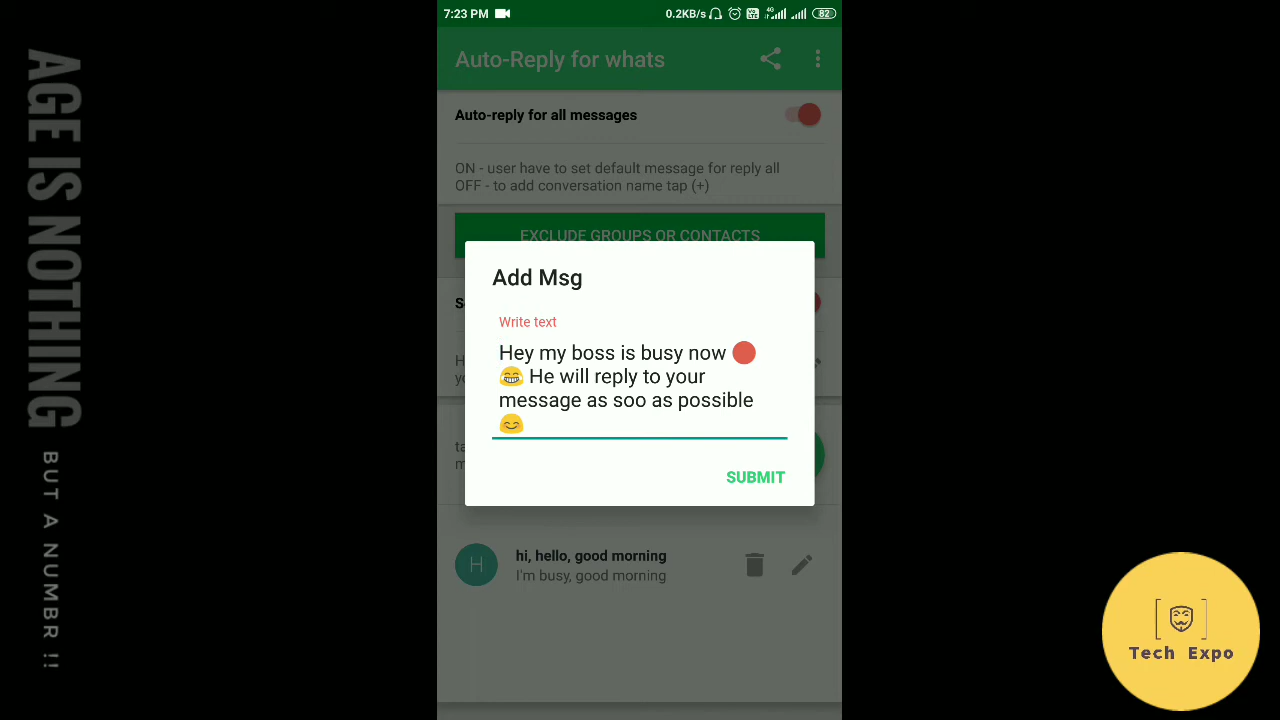 AGE IS NOTHING
BUT A NUMBR !!
7:23 PM
0.2KB/s
4G
82
Auto-Reply for whats
Auto-reply for all messages
ON - user have to set default message for reply all
OFF - to add conversation name tap (+)
EXCLUDE GROUPS OR CONTACTS
Add Msg
Write text
Hey my boss is busy now 🔴
😂 He will reply to your
message as soo as possible
😊
SUBMIT
H
hi, hello, good morning
I'm busy, good morning
Tech Expo